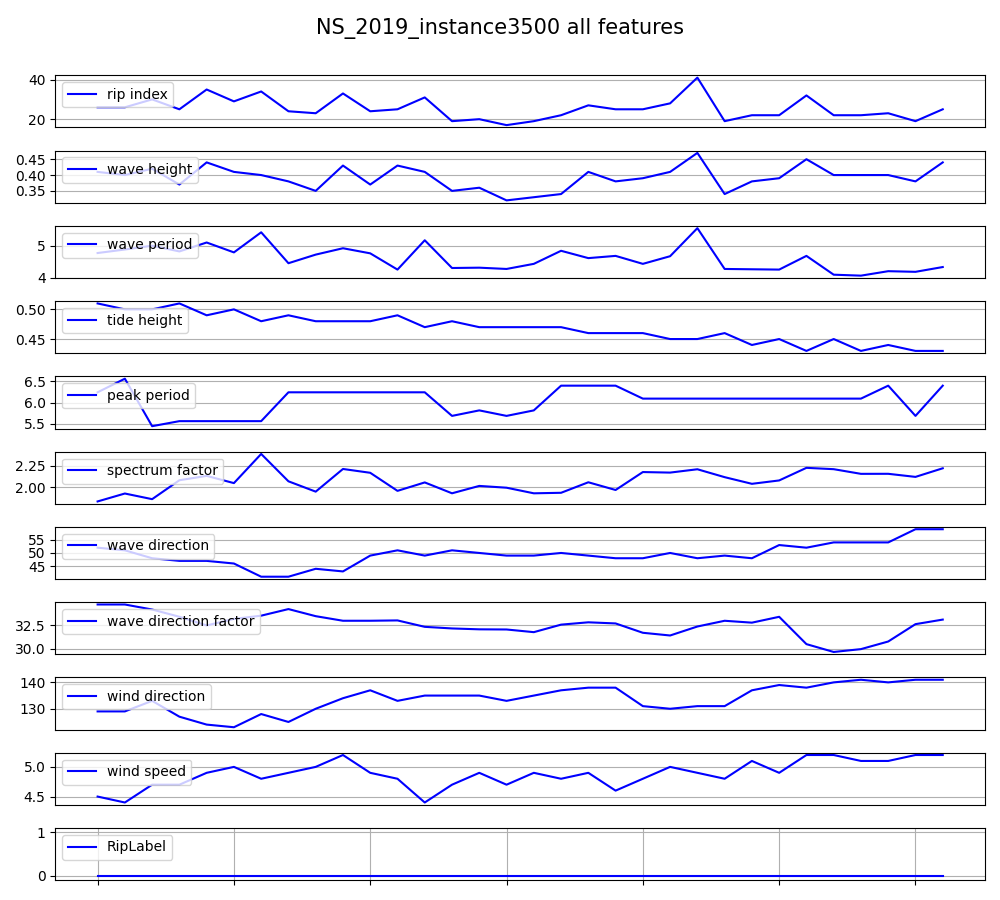 NS_2019_instance3500 all features
40
20
rip index
0.45
0.40
0.35
wave height
5
4
wave period
0.50
0.45
tide height
6.5
6.0
5.5
peak period
2.25
2.00
spectrum factor
55
50
45
wave direction
32.5
30.0
wave direction factor
140
130
wind direction
5.0
4.5
wind speed
1
0
RipLabel